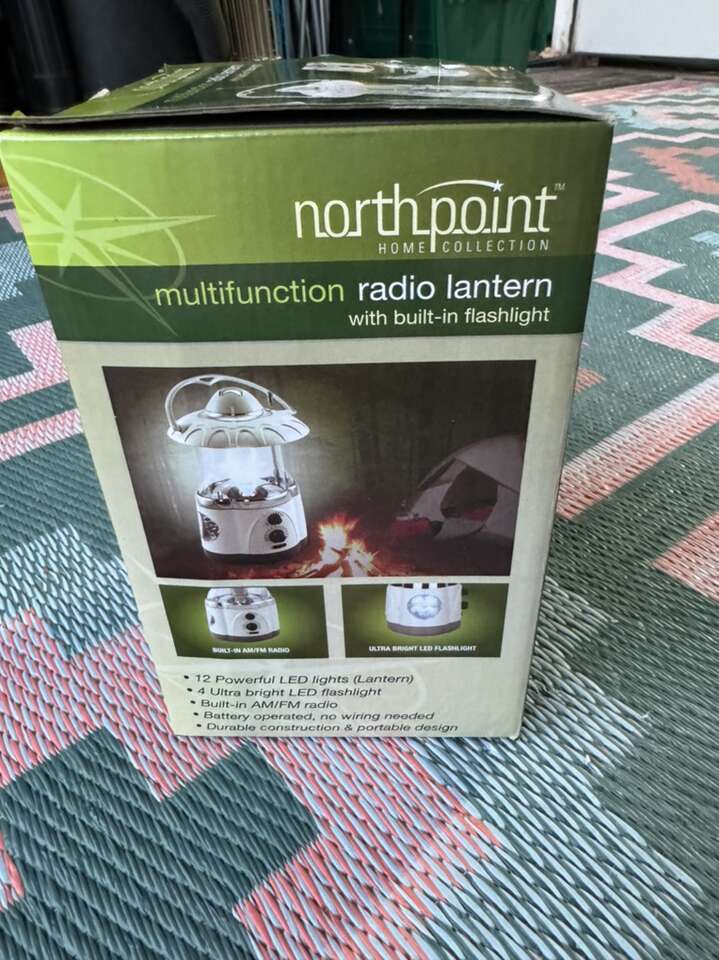 northpoint™
HOME COLLECTION
multifunction radio lantern
with built-in flashlight
BUILT-IN AM/FM RADIO
ULTRA BRIGHT LED FLASHLIGHT
• 12 Powerful LED lights (Lantern)
• 4 Ultra bright LED flashlight
• Built-in AM/FM radio
• Battery operated, no wiring needed
• Durable construction & portable design